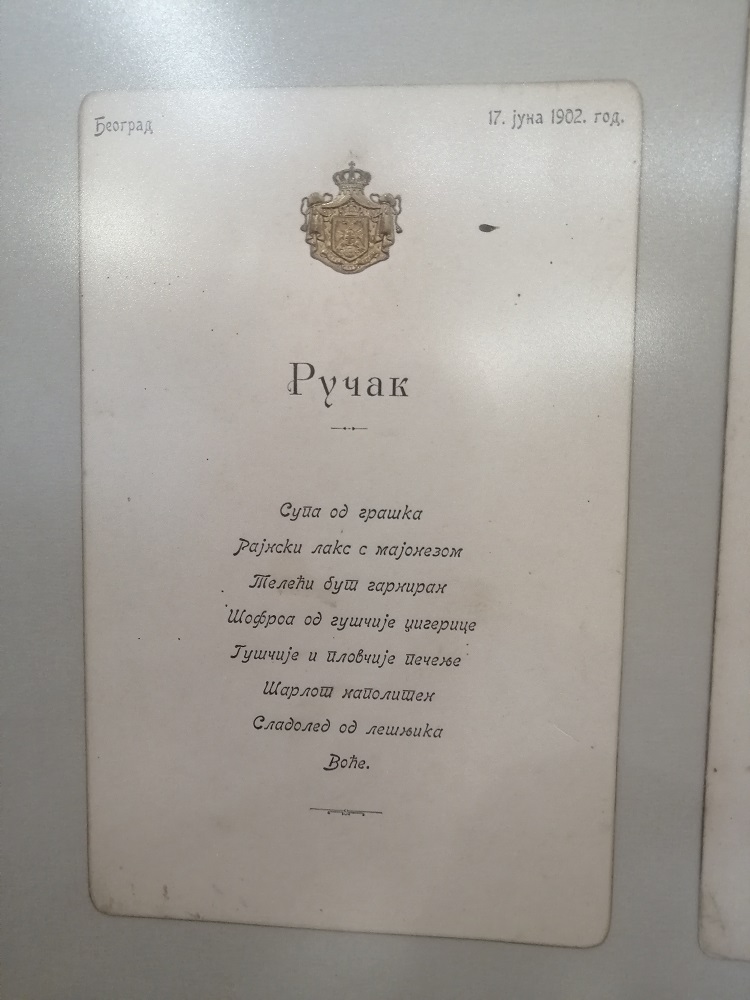 Београд
17. јуна 1902. год.
Ручак
Супа од грашка
Рајнски лакс с мајонезом
Телећи бут гарниран
Шофроа од гушчије џигерице
Гушчије и пловчије печење
Шарлот наполитен
Сладолед од лешњика
Воће.